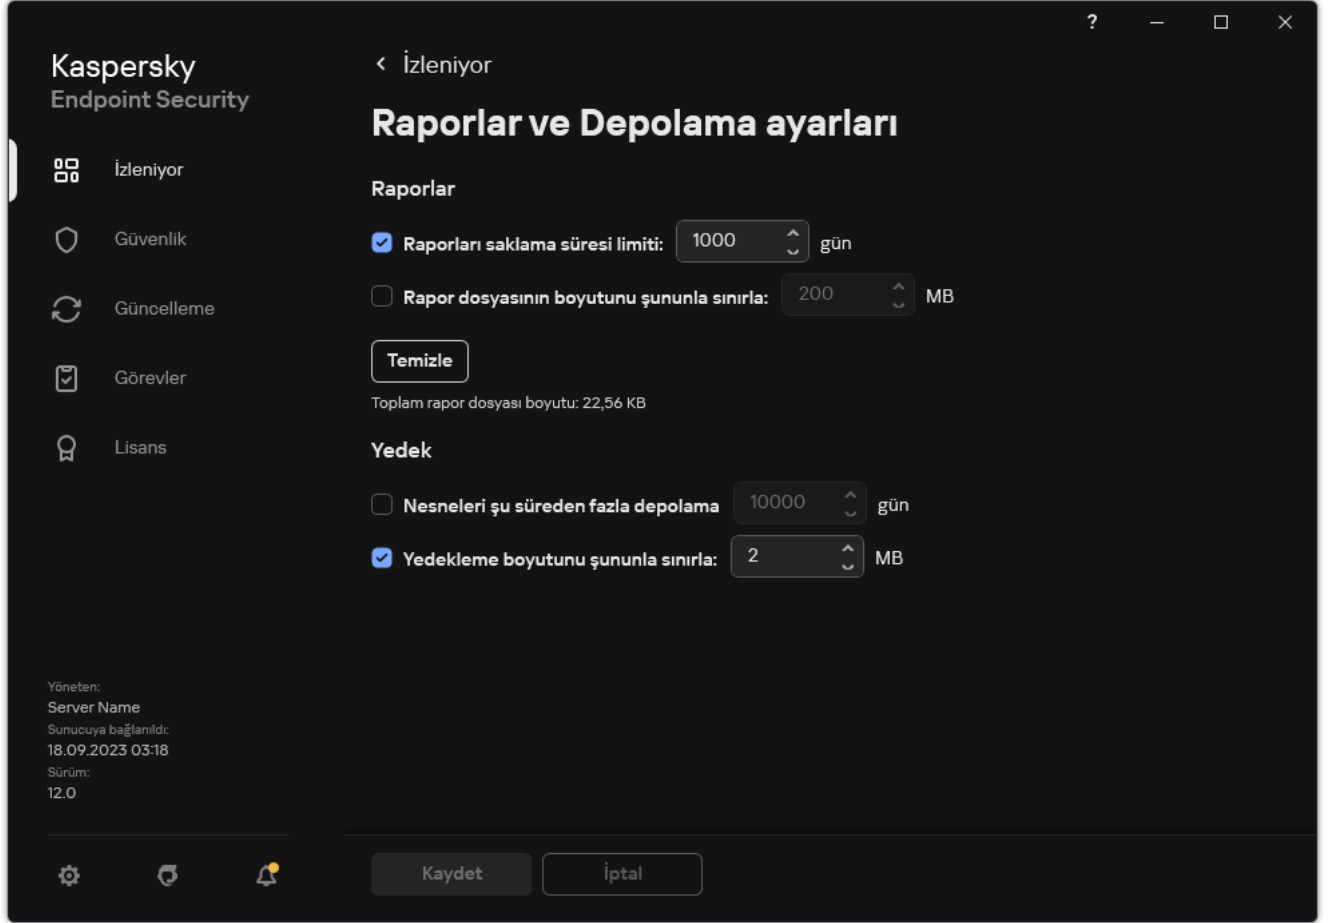 ?
Kaspersky
Endpoint Security
İzleniyor
Güvenlik
Güncelleme
Görevler
Lisans
Yöneten:
Server Name
Sunucuya bağlanıldı:
18.09.2023 03:18
Sürüm:
12.0
İzleniyor
Raporlar ve Depolama ayarları
Raporlar
Raporları saklama süresi limiti: 1000 gün
Rapor dosyasının boyutunu şununla sınırla: 200 MB
Temizle
Toplam rapor dosyası boyutu: 22,56 KB
Yedek
Nesneleri şu süreden fazla depolama 10000 gün
Yedekleme boyutunu şununla sınırla: 2 MB
Kaydet İptal